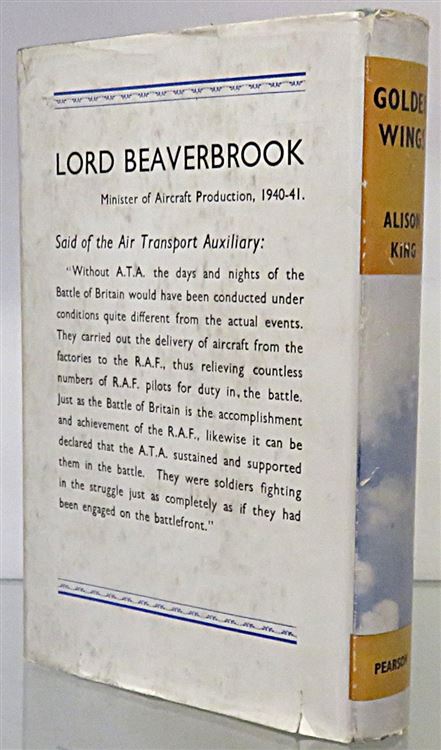 LORD BEAVERBROOK
Minister of Aircraft Production, 1940-41.
Said of the Air Transport Auxiliary:
"Without A.T.A. the days and nights of the
Battle of Britain would have been conducted under
conditions quite different from the actual events.
They carried out the delivery of aircraft from the
factories to the R.A.F., thus relieving countless
numbers of R.A.F. pilots for duty in, the battle.
Just as the Battle of Britain is the accomplishment
and achievement of the R.A.F., likewise it can be
declared that the A.T.A. sustained and supported
them in the battle. They were soldiers fighting
in the struggle just as completely as if they had
been engaged on the battlefront."
GOLDEN
WINGS
ALISON
KING
PEARSON